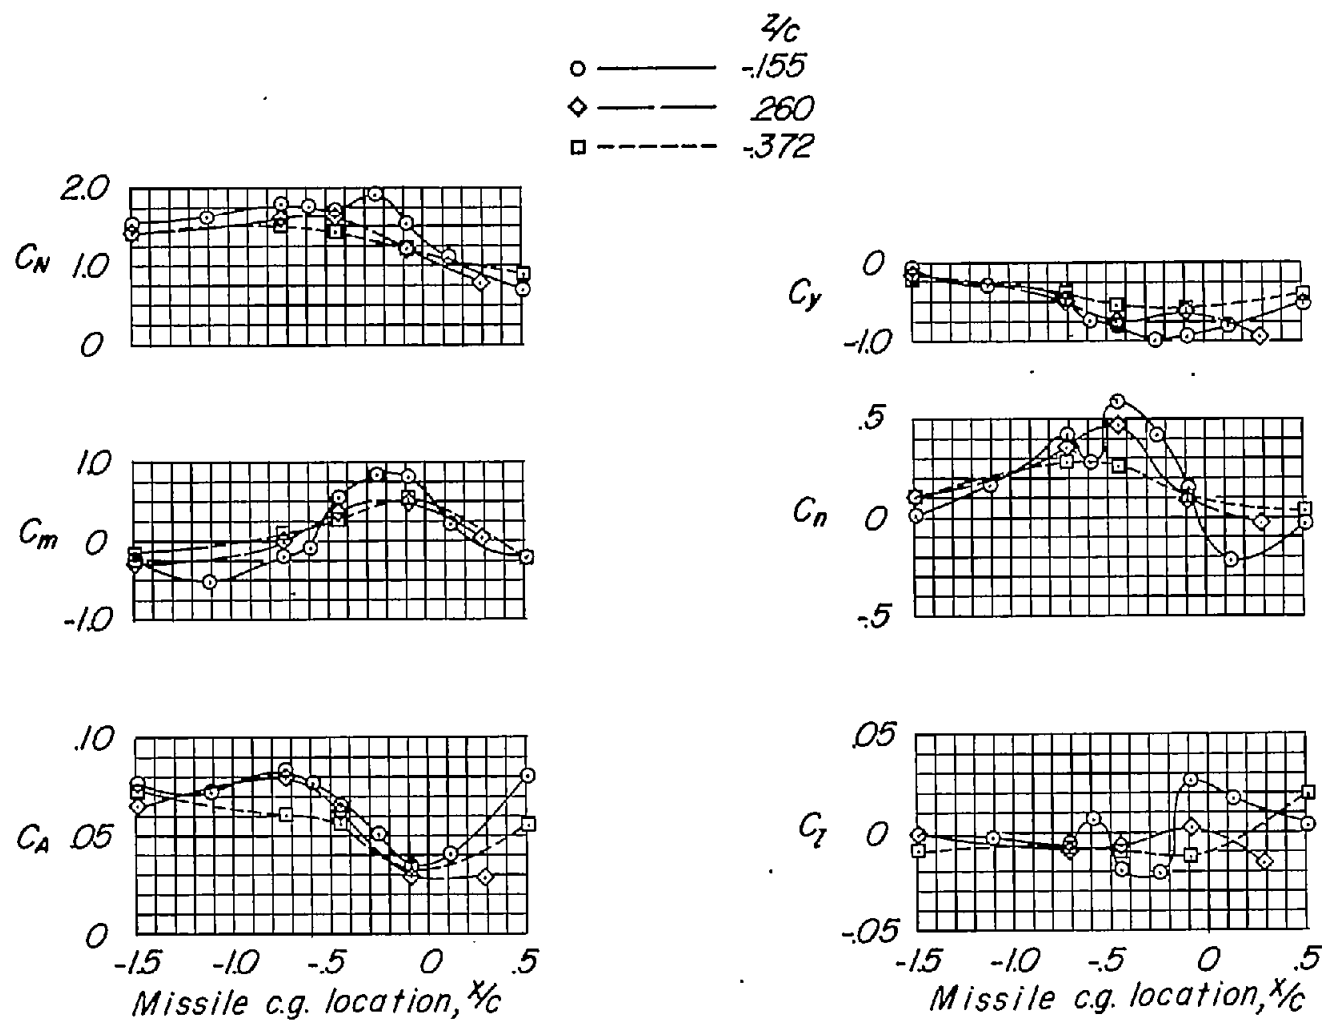 z/c
-.155
.260
-.372
2.0
C_N 1.0
0
0
C_y
-1.0
1.0
C_m 0
-1.0
.5
C_n 0
-.5
.10
C_A .05
0
.05
C_l 0
-.05
-1.5 -1.0 -.5 0 .5
Missile c.g. location, x/c
-1.5 -1.0 -.5 0 .5
Missile c.g. location, x/c